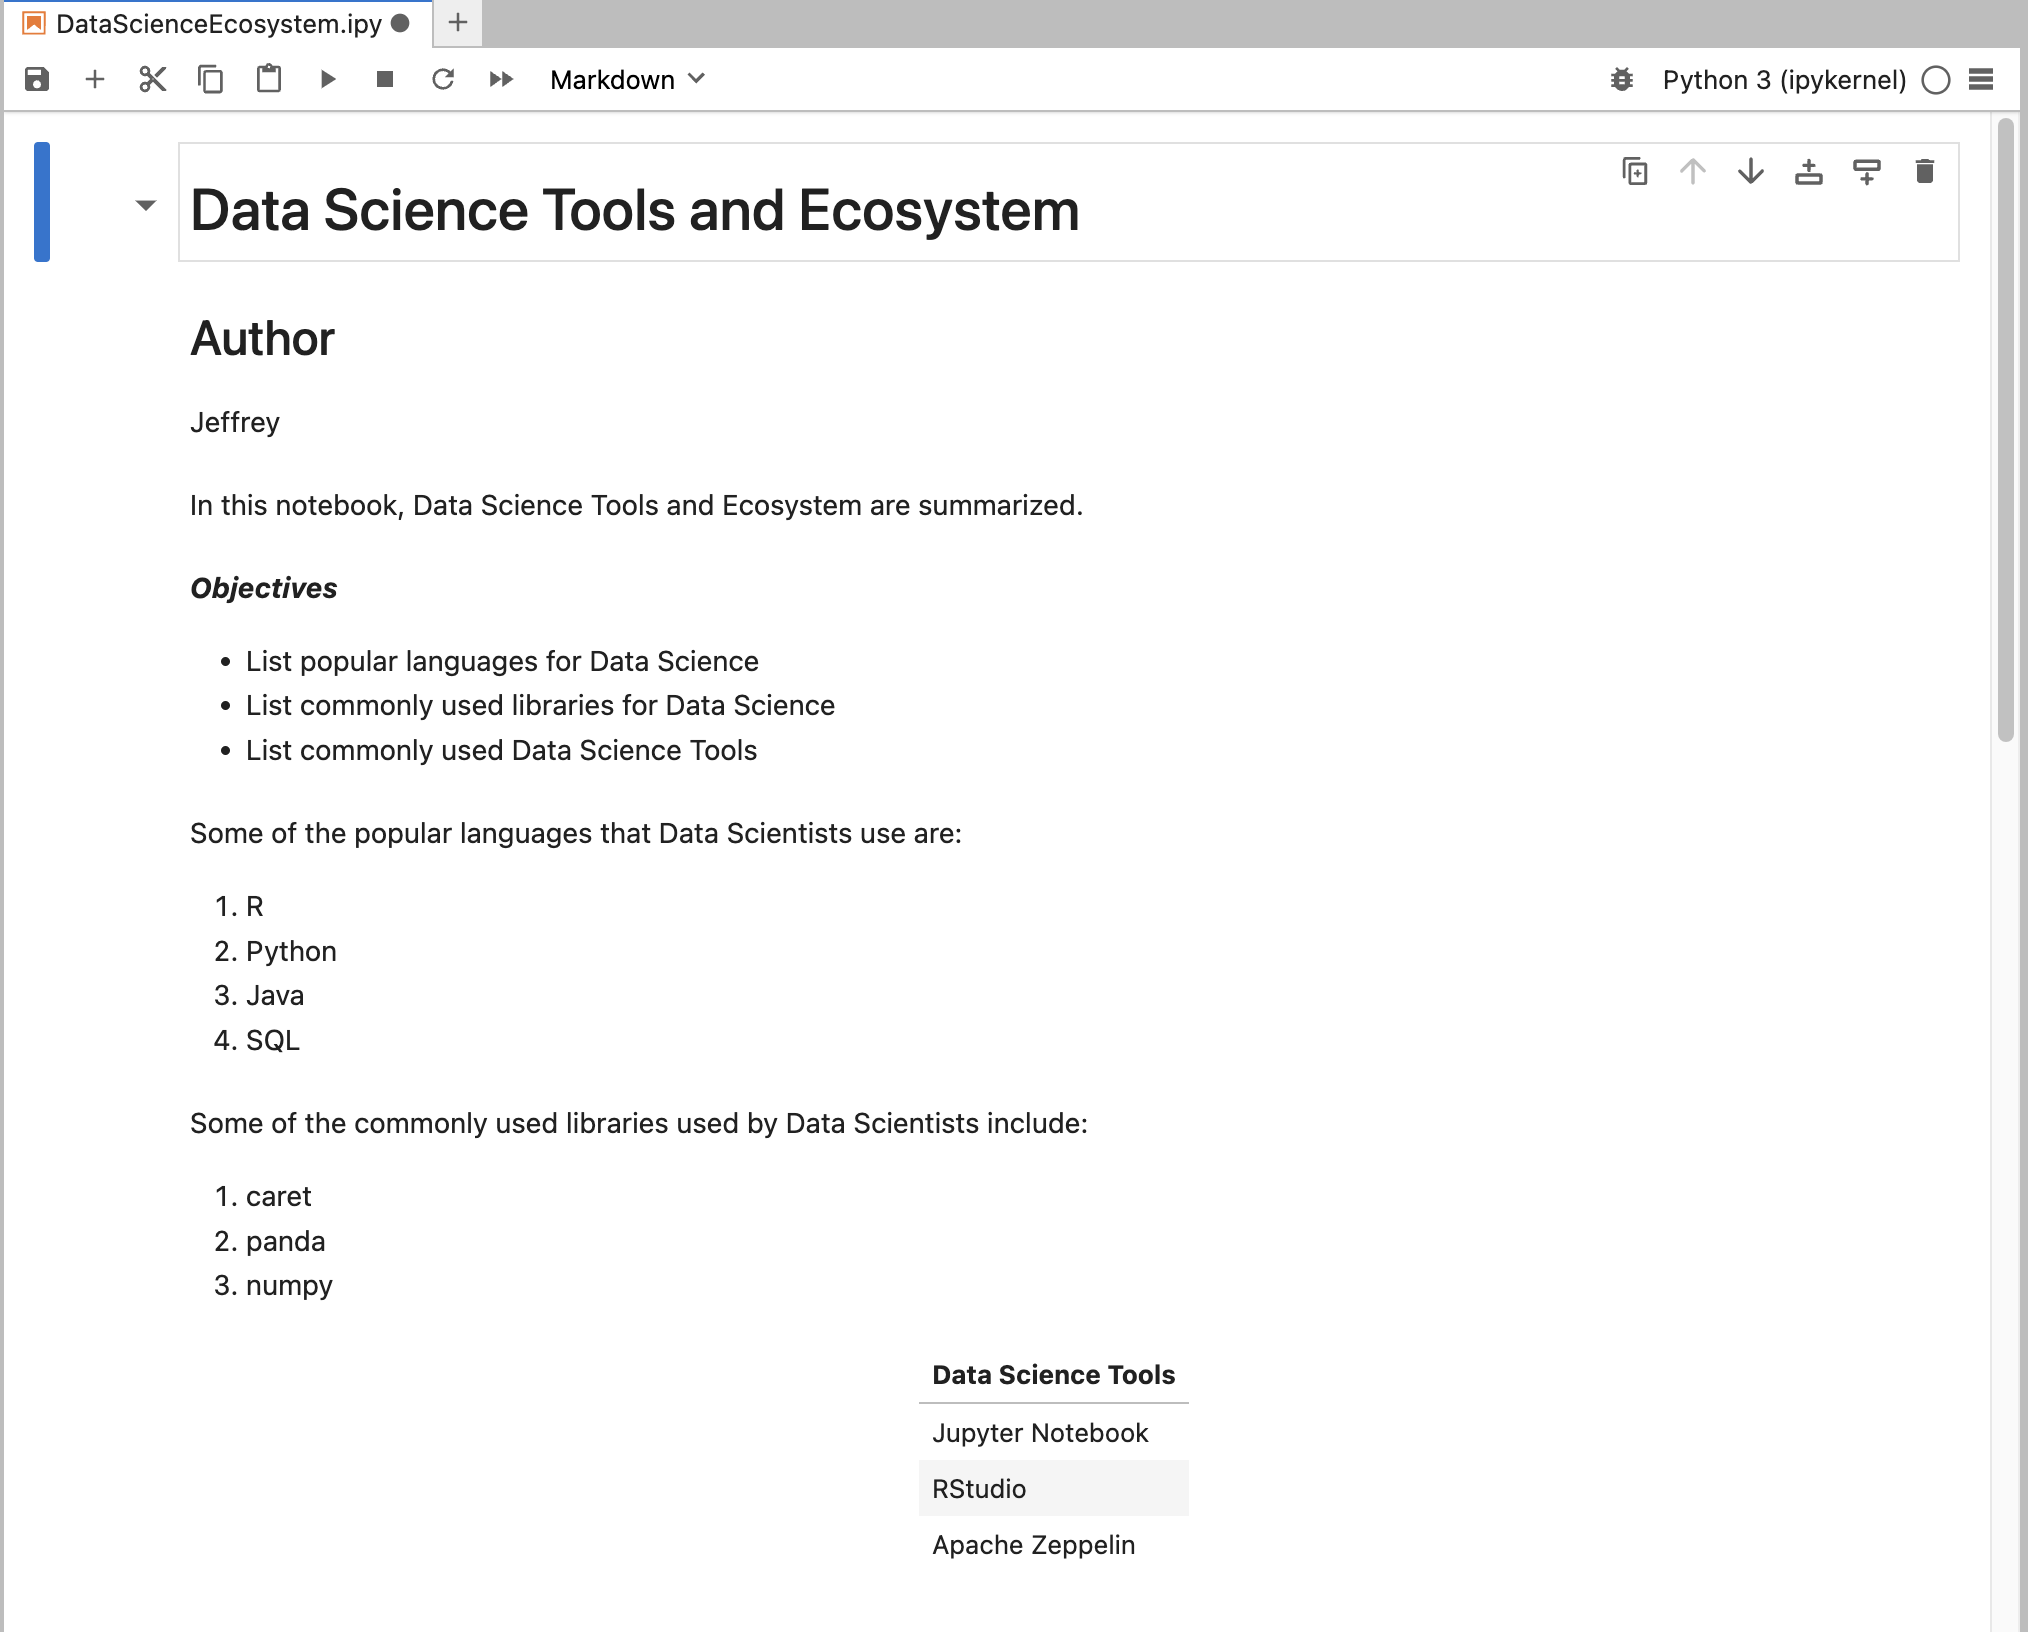 DataScienceEcosystem.ipy
Markdown
Python 3 (ipykernel)
Data Science Tools and Ecosystem
Author
Jeffrey
In this notebook, Data Science Tools and Ecosystem are summarized.
Objectives
• List popular languages for Data Science
• List commonly used libraries for Data Science
• List commonly used Data Science Tools
Some of the popular languages that Data Scientists use are:
1. R
2. Python
3. Java
4. SQL
Some of the commonly used libraries used by Data Scientists include:
1. caret
2. panda
3. numpy
Data Science Tools
Jupyter Notebook
RStudio
Apache Zeppelin